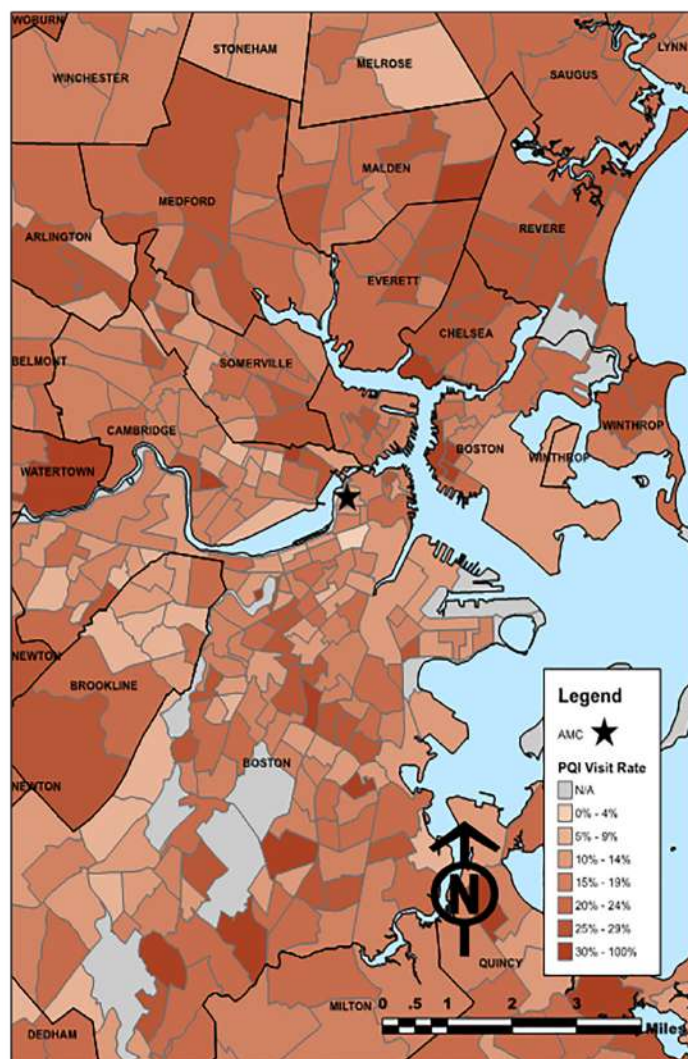 WOBURN
STONEHAM
LYNN
WINCHESTER
MELROSE
SAUGUS
MALDEN
MEDFORD
REVERE
ARLINGTON
EVERETT
CHELSEA
BELMONT
SOMERVILLE
CAMBRIDGE
WINTHROP
BOSTON
WINTHROP
WATERTOWN
NEWTON
BROOKLINE
Legend
AMC
PQI Visit Rate
N/A
0% - 4%
5% - 9%
10% - 14%
15% - 19%
20% - 24%
25% - 29%
30% - 100%
BOSTON
NEWTON
N
QUINCY
MILTON
0 .5 1 2 3 4
Miles
DEDHAM